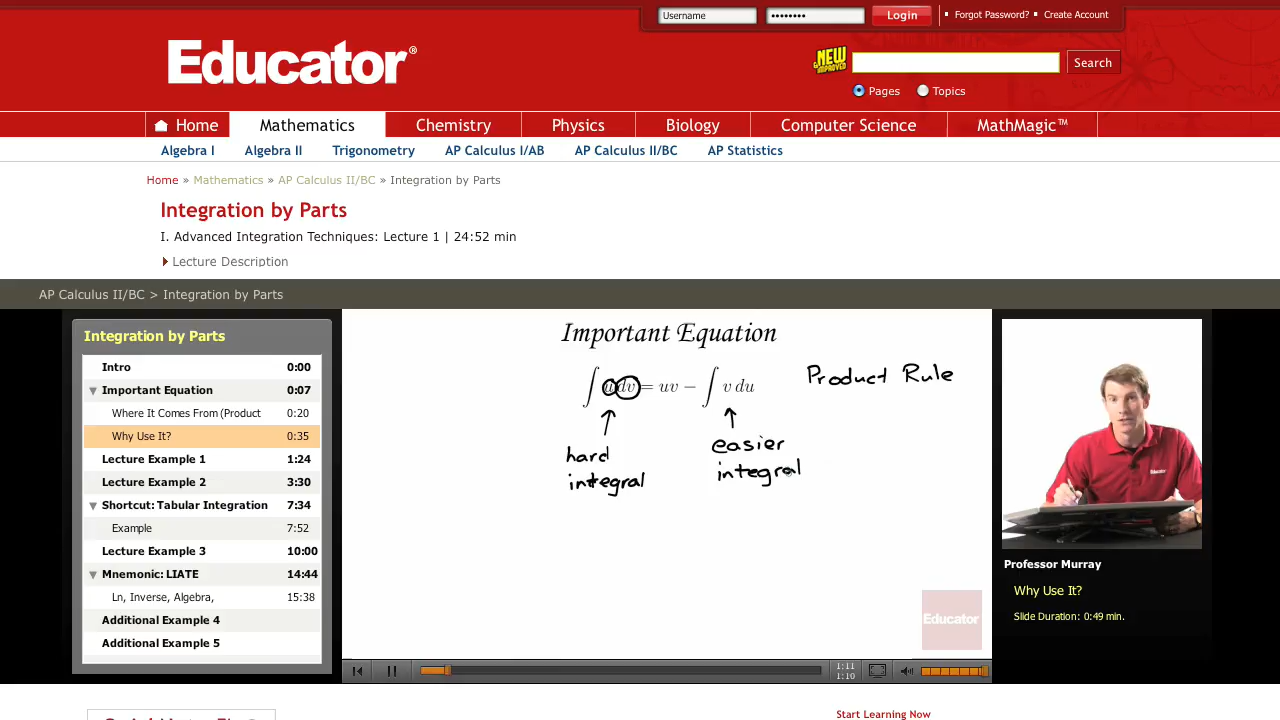 Username •••••••• Login Forgot Password? Create Account
Educator®
NEW & IMPROVED Search
Pages Topics
Home Mathematics Chemistry Physics Biology Computer Science MathMagic™
Algebra I Algebra II Trigonometry AP Calculus I/AB AP Calculus II/BC AP Statistics
Home » Mathematics » AP Calculus II/BC » Integration by Parts
Integration by Parts
I. Advanced Integration Techniques: Lecture 1 | 24:52 min
Lecture Description
AP Calculus II/BC > Integration by Parts
Integration by Parts
Intro 0:00
Important Equation 0:07
Where It Comes From (Product 0:20
Why Use It? 0:35
Lecture Example 1 1:24
Lecture Example 2 3:30
Shortcut: Tabular Integration 7:34
Example 7:52
Lecture Example 3 10:00
Mnemonic: LIATE 14:44
Ln, Inverse, Algebra, 15:38
Additional Example 4
Additional Example 5
Important Equation
∫ u dv = uv − ∫ v du
Product Rule
hard
integral
easier
integral
Educator
1:11
1:10
Educator
Professor Murray
Why Use It?
Slide Duration: 0:49 min.
Start Learning Now